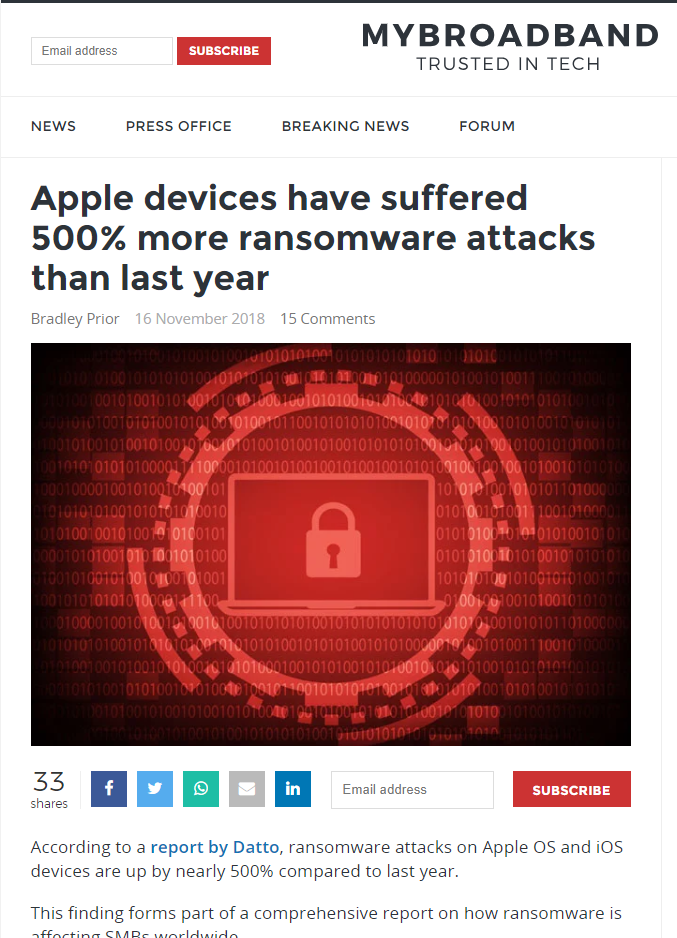 Email address
SUBSCRIBE
MYBROADBAND
TRUSTED IN TECH
NEWS PRESS OFFICE BREAKING NEWS FORUM
Apple devices have suffered
500% more ransomware attacks
than last year
Bradley Prior 16 November 2018 15 Comments
33
shares
Email address
SUBSCRIBE
According to a report by Datto, ransomware attacks on Apple OS and iOS
devices are up by nearly 500% compared to last year.
This finding forms part of a comprehensive report on how ransomware is
affecting SMBs worldwide